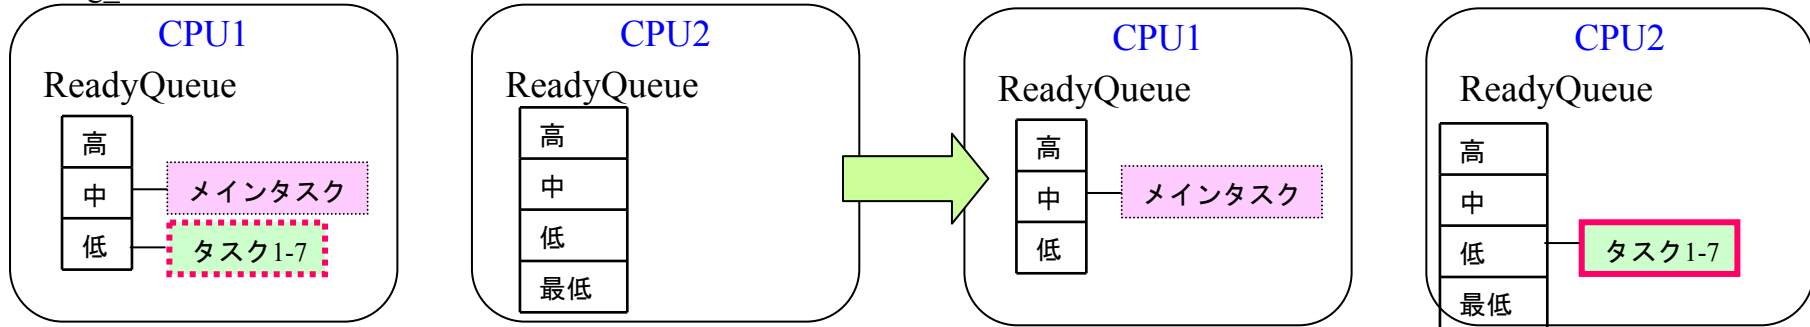 CPU1
ReadyQueue
高
中
低
メインタスク
タスク1-7
CPU2
ReadyQueue
高
中
低
最低
CPU1
ReadyQueue
高
中
低
メインタスク
CPU2
ReadyQueue
高
中
低
最低
タスク1-7